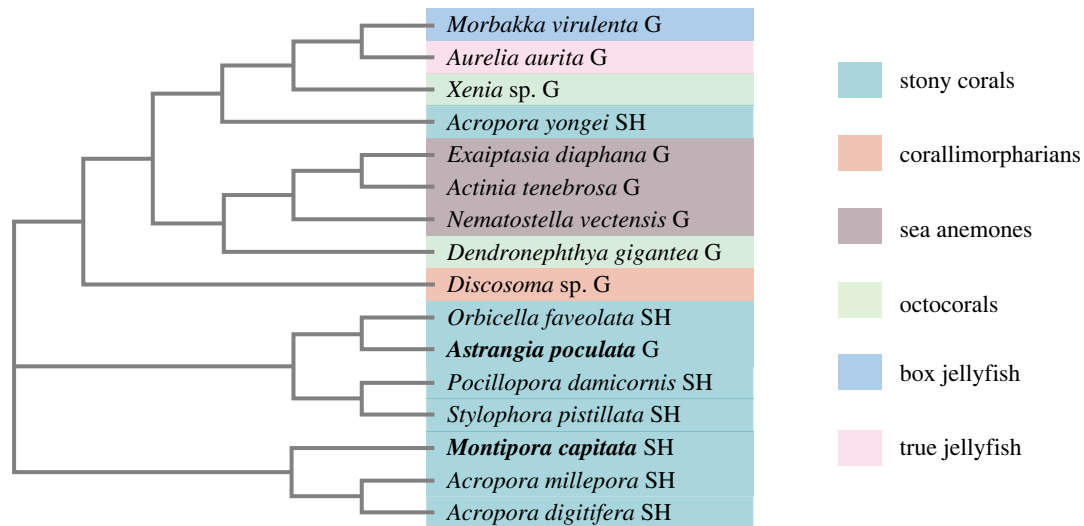 Morbakka virulenta G
Aurelia aurita G
Xenia sp. G
Acropora yongei SH
Exaiptasia diaphana G
Actinia tenebrosa G
Nematostella vectensis G
Dendronephthya gigantea G
Discosoma sp. G
Orbicella faveolata SH
Astrangia poculata G
Pocillopora damicornis SH
Stylophora pistillata SH
Montipora capitata SH
Acropora millepora SH
Acropora digitifera SH
stony corals
corallimorpharians
sea anemones
octocorals
box jellyfish
true jellyfish